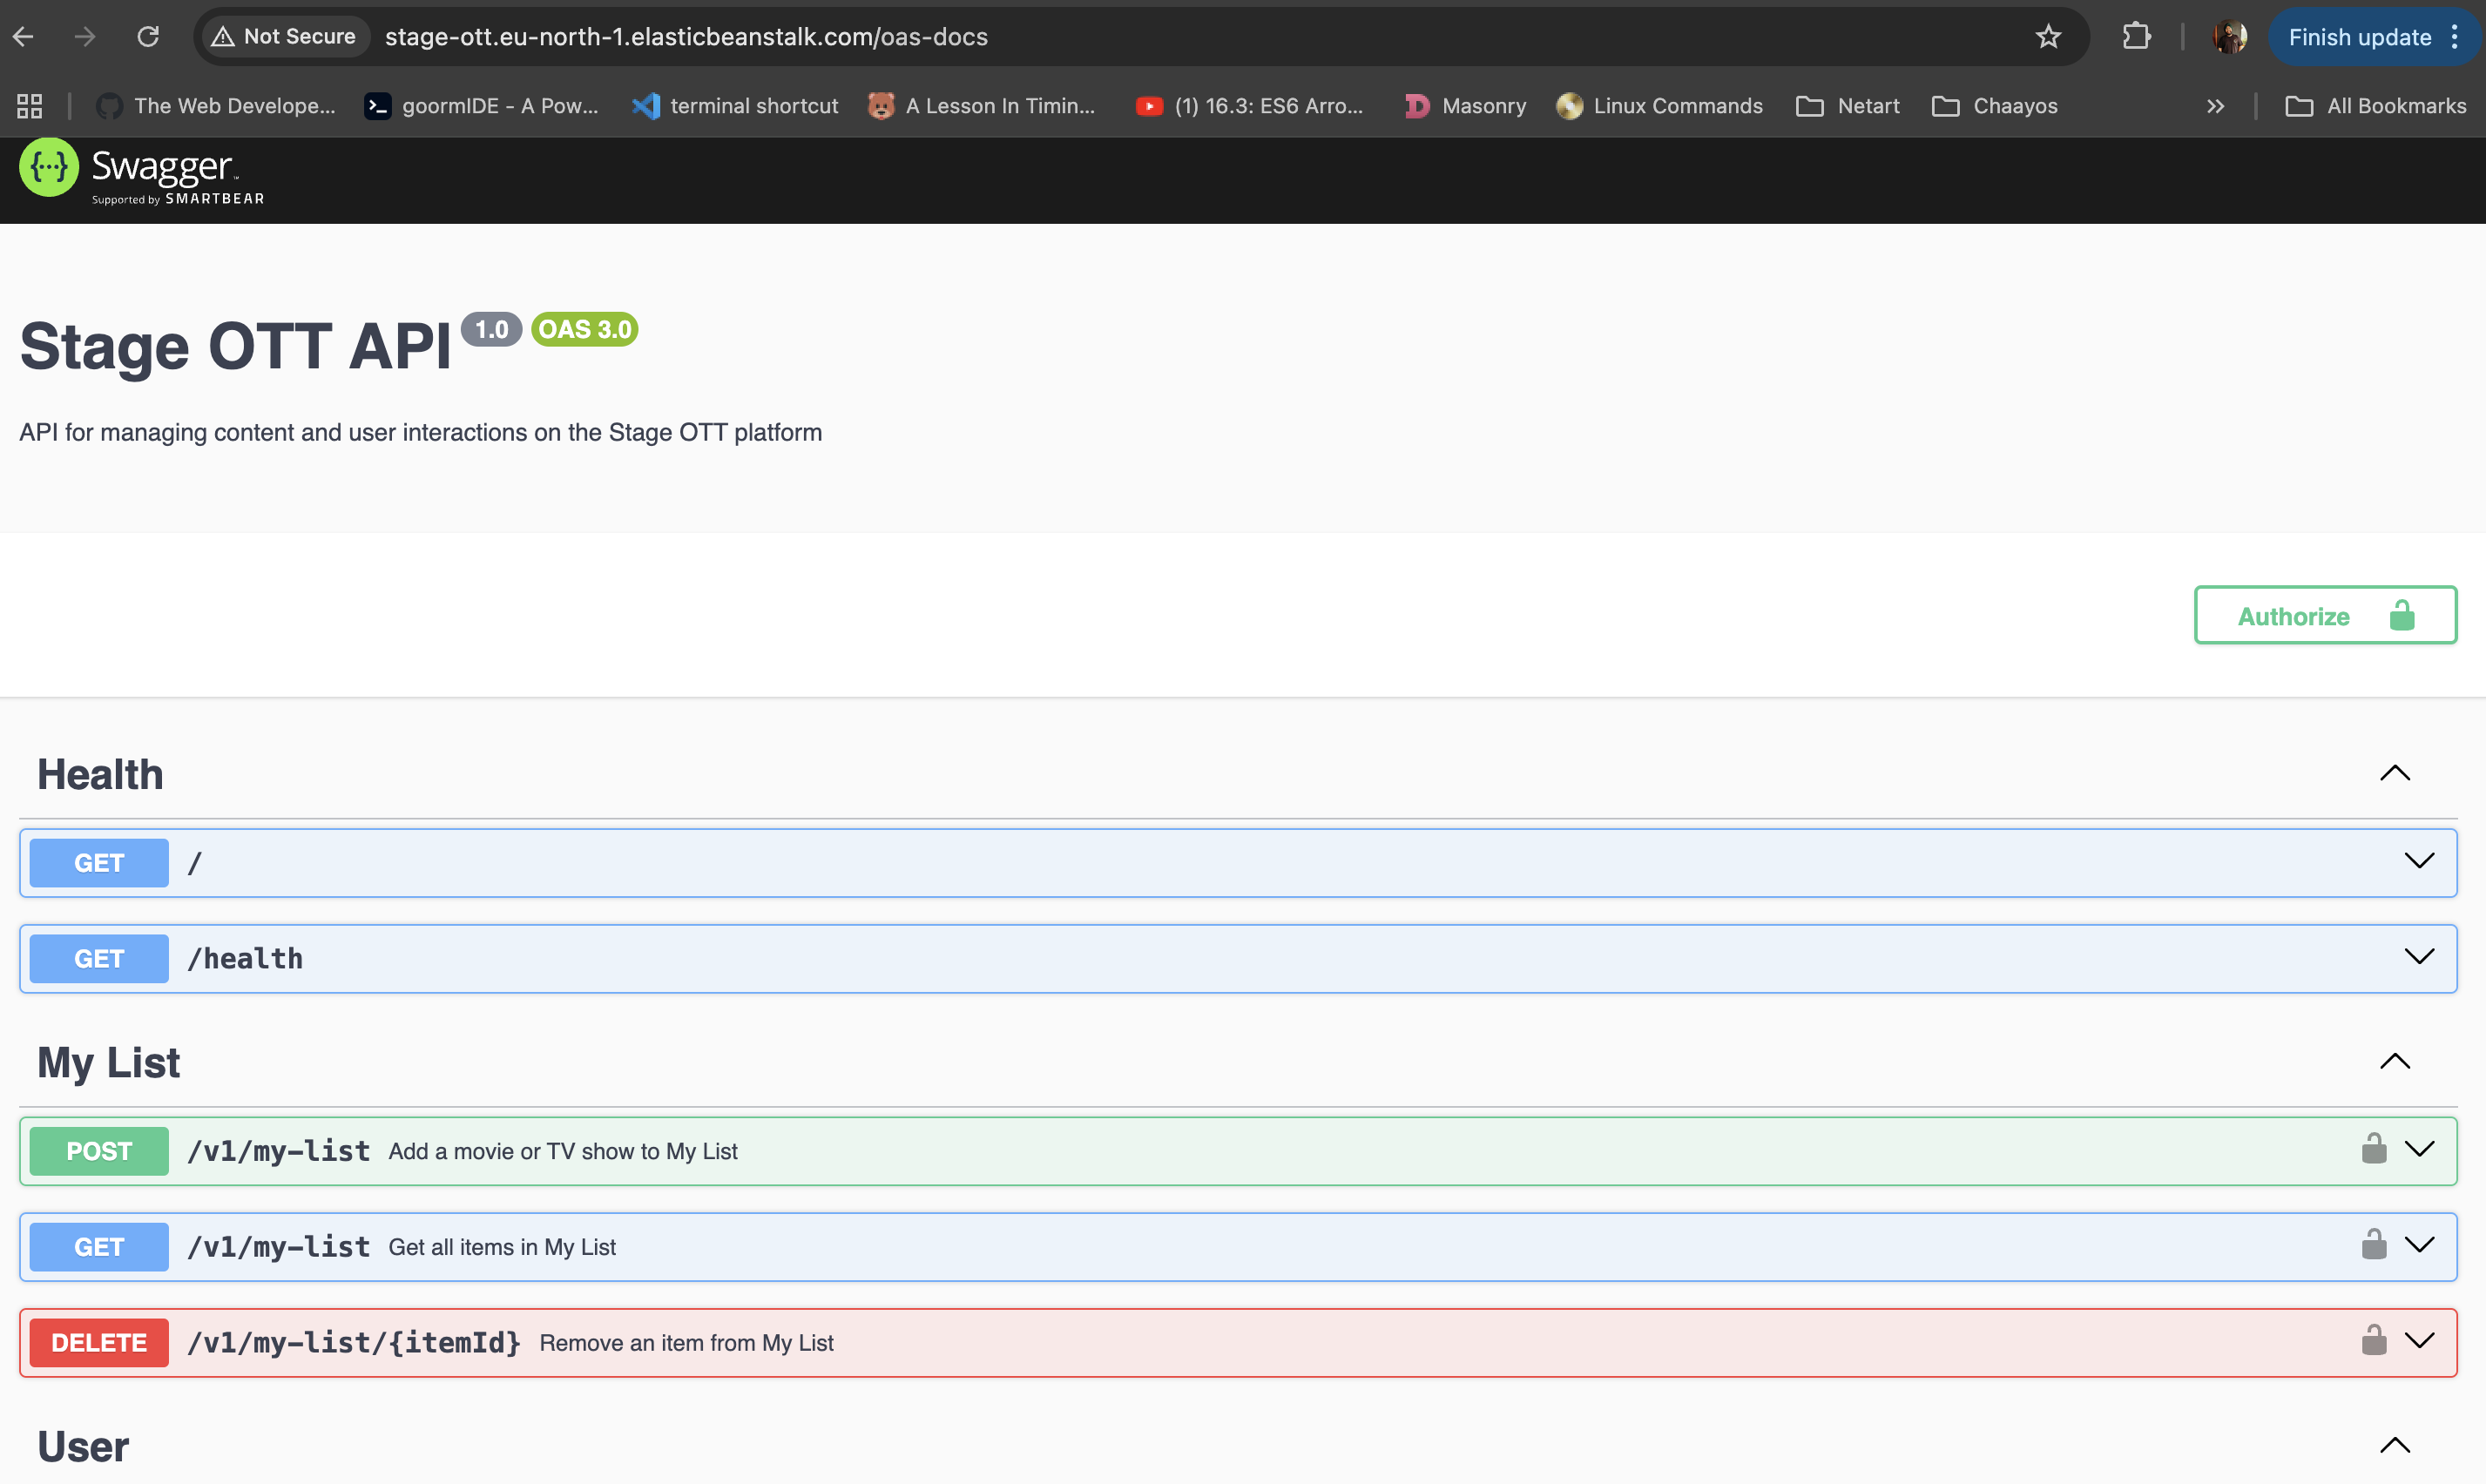 Not Secure stage-ott.eu-north-1.elasticbeanstalk.com/oas-docs Finish update
The Web Develope... goormIDE - A Pow... terminal shortcut A Lesson In Timin... (1) 16.3: ES6 Arro... Masonry Linux Commands Netart Chaayos » All Bookmarks
{···} Swagger™
Supported by SMARTBEAR
Stage OTT API 1.0 OAS 3.0
API for managing content and user interactions on the Stage OTT platform
Authorize
Health
GET /
GET /health
My List
POST /v1/my-list Add a movie or TV show to My List
GET /v1/my-list Get all items in My List
DELETE /v1/my-list/{itemId} Remove an item from My List
User